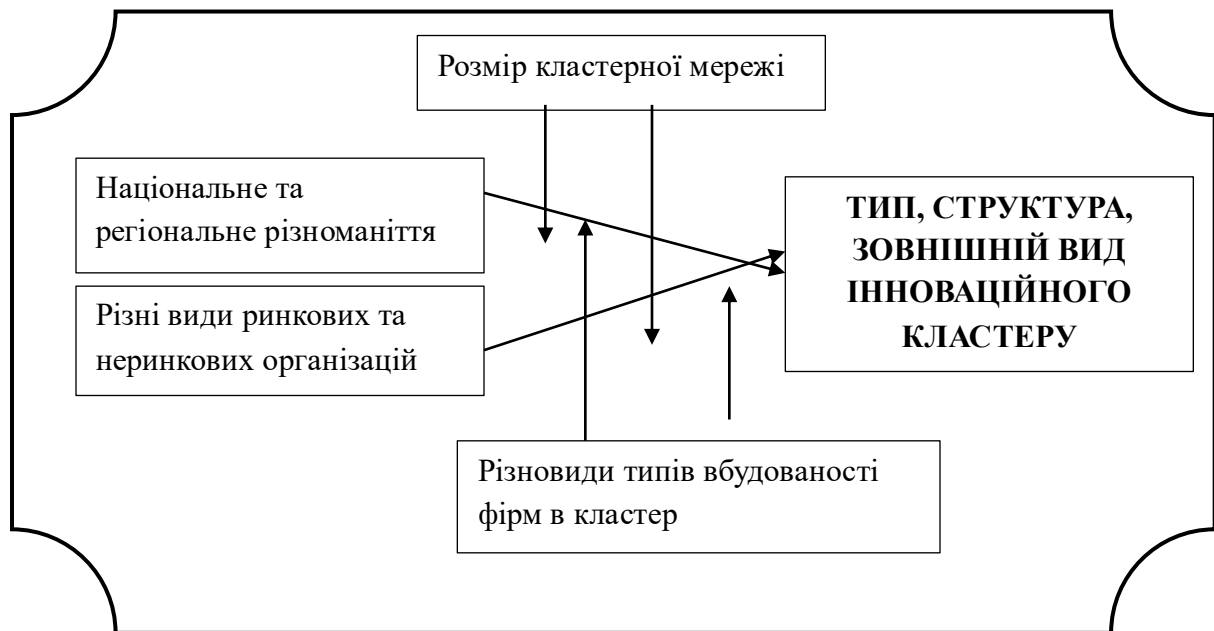 Розмір кластерної мережі
Національне та
регіональне різноманіття
ТИП, СТРУКТУРА,
ЗОВНІШНІЙ ВИД
ІННОВАЦІЙНОГО
КЛАСТЕРУ
Різні види ринкових та
неринкових організацій
Різновиди типів вбудованості
фірм в кластер